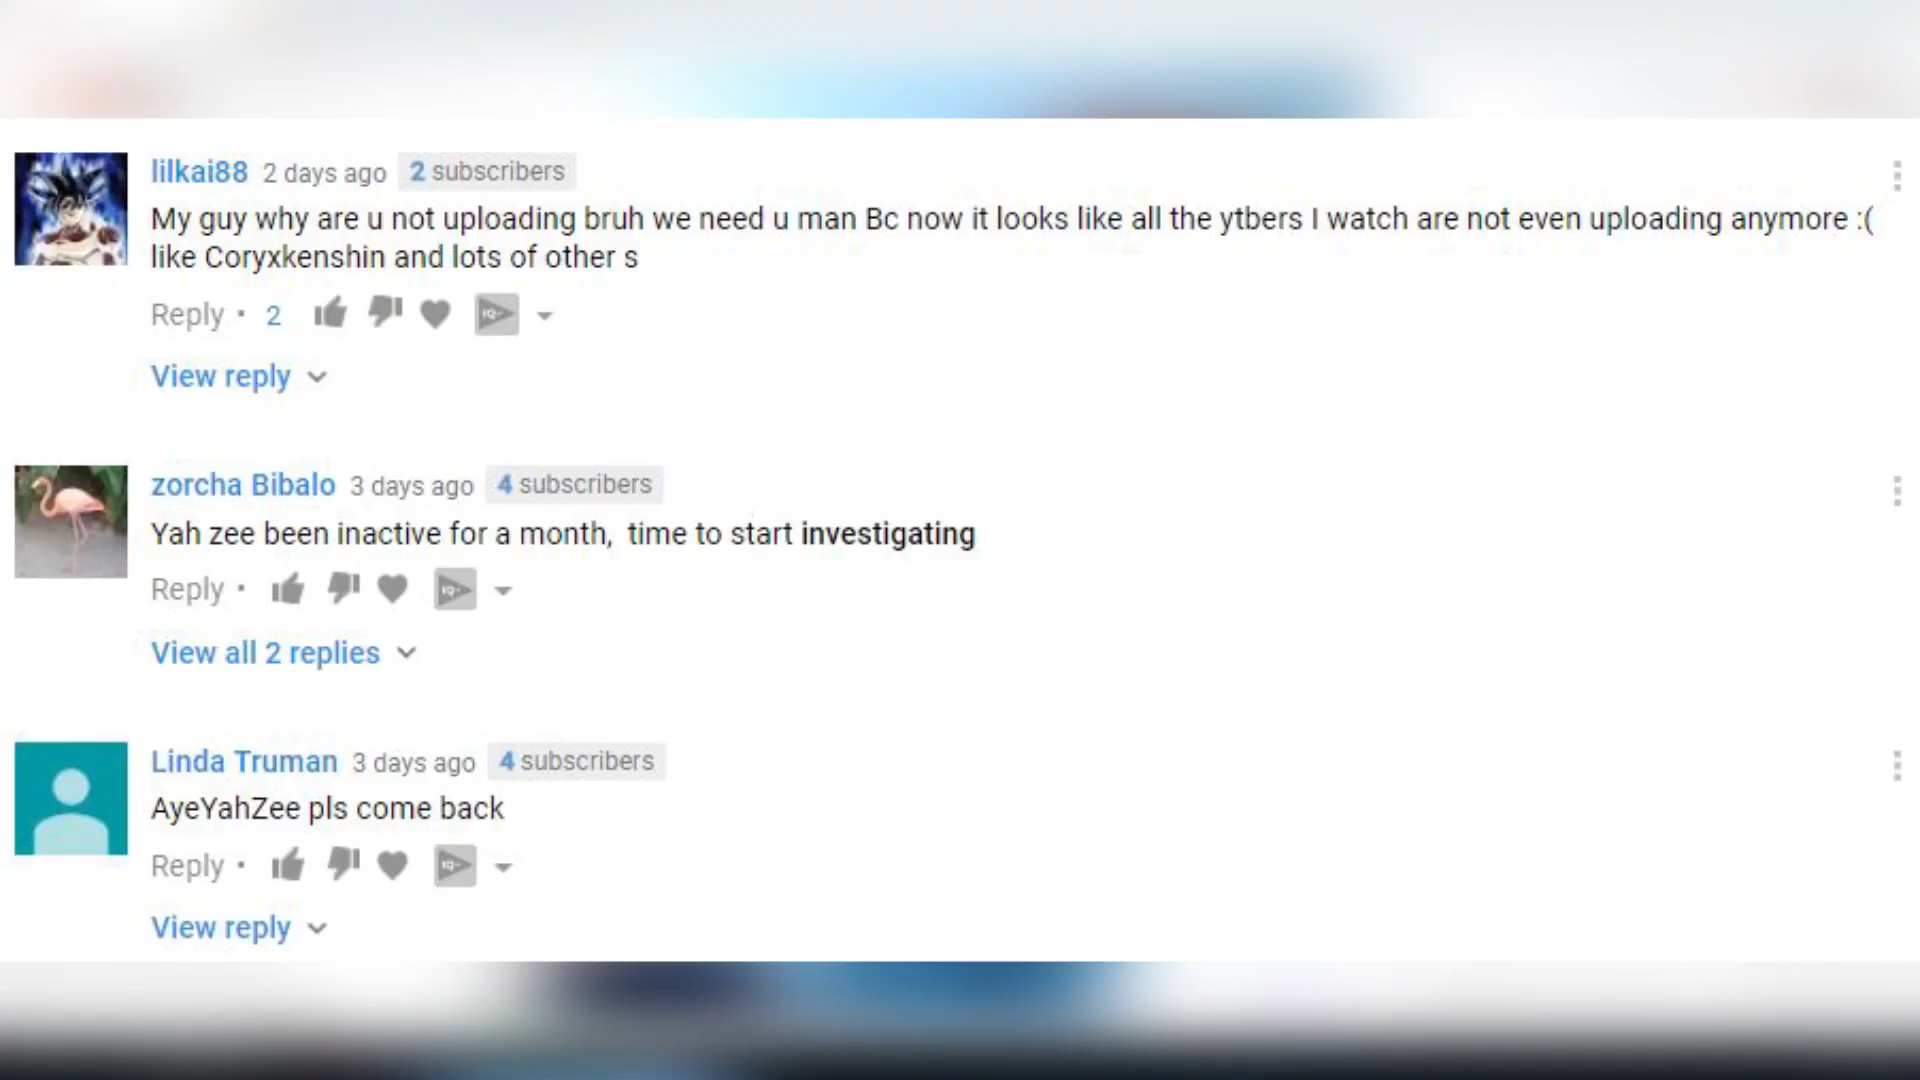 lilkai88 2 days ago 2 subscribers
My guy why are u not uploading bruh we need u man Bc now it looks like all the ytbers I watch are not even uploading anymore :(
like Coryxkenshin and lots of other s
Reply • 2
View reply
zorcha Bibalo 3 days ago 4 subscribers
Yah zee been inactive for a month,  time to start investigating
Reply •
View all 2 replies
Linda Truman 3 days ago 4 subscribers
AyeYahZee pls come back
Reply •
View reply